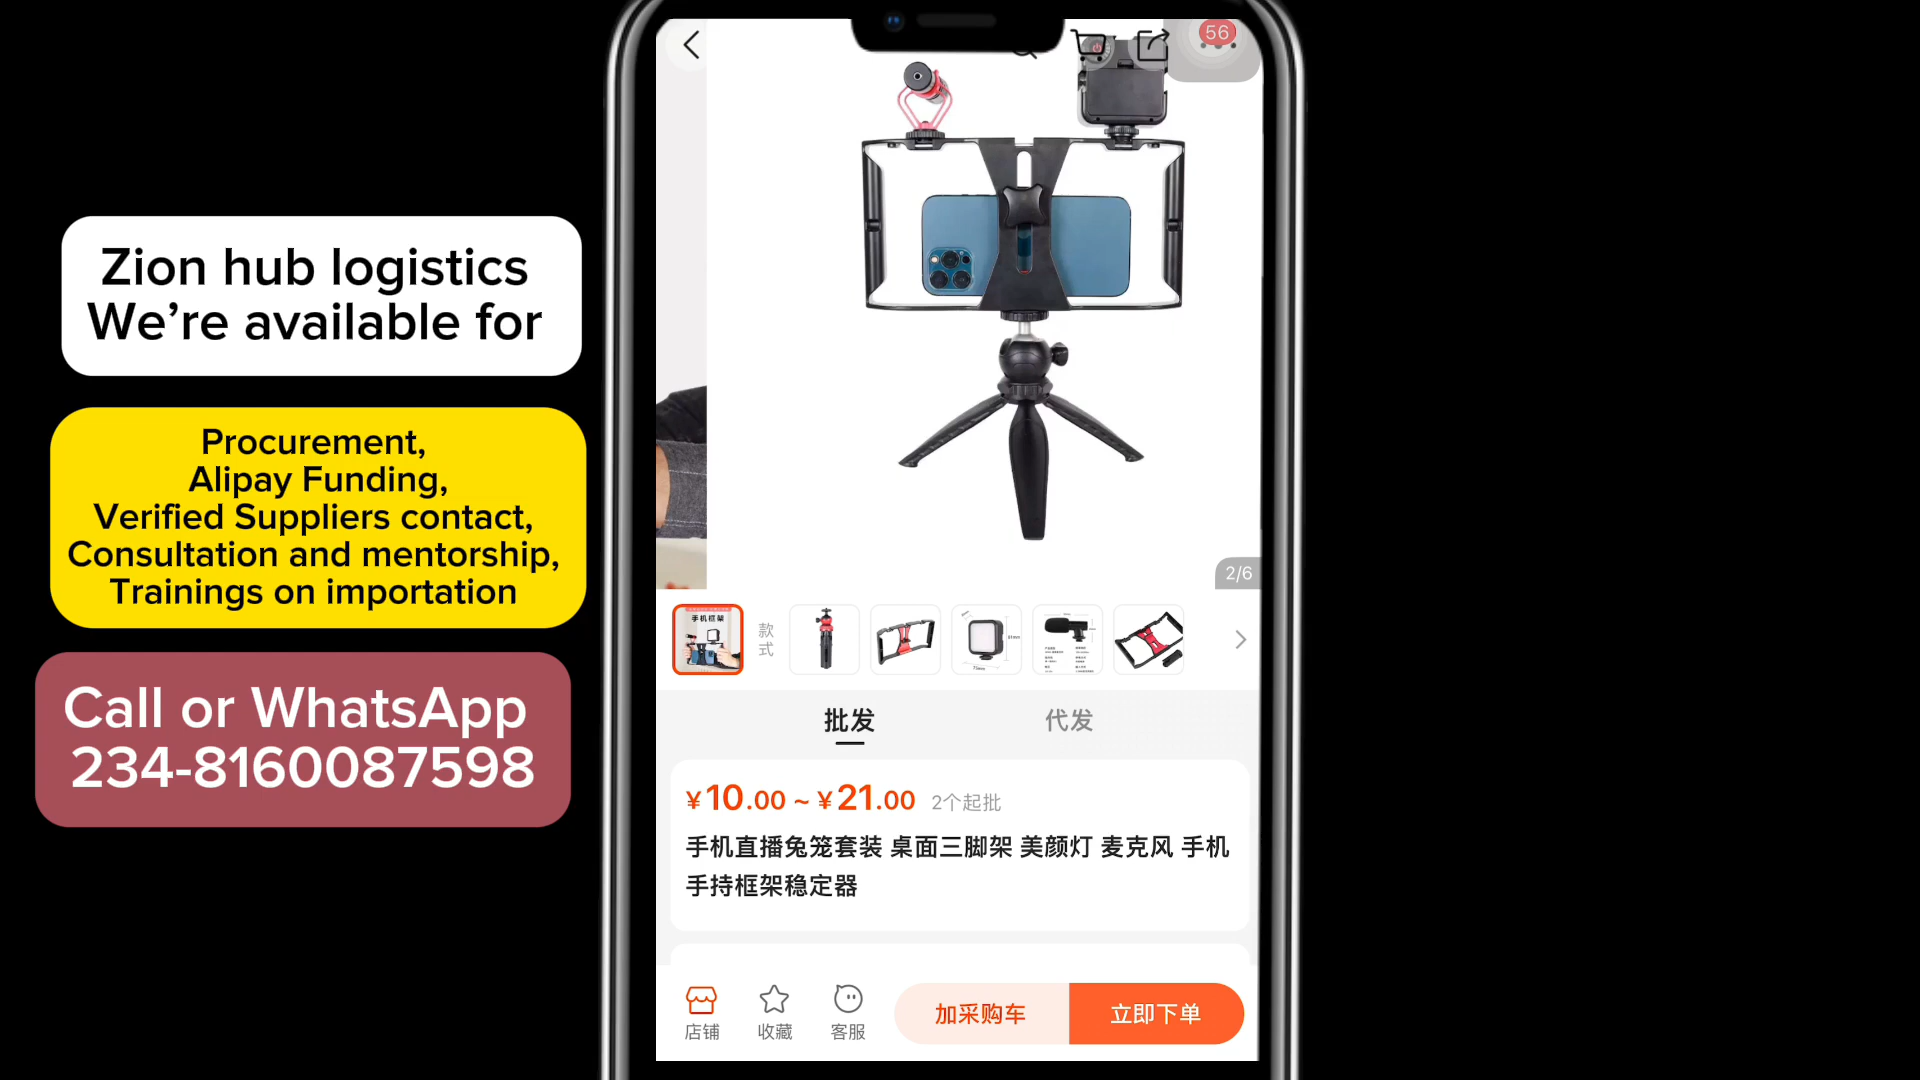 Zion hub logistics
We’re available for
Procurement,
Alipay Funding,
Verified Suppliers contact,
Consultation and mentorship,
Trainings on importation
Call or WhatsApp
234-8160087598
56
2/6
手机框架
款式
批发
代发
¥10.00 ~ ¥21.00 2个起批
手机直播兔笼套装 桌面三脚架 美颜灯 麦克风 手机
手持框架稳定器
店铺
收藏
客服
加采购车
立即下单